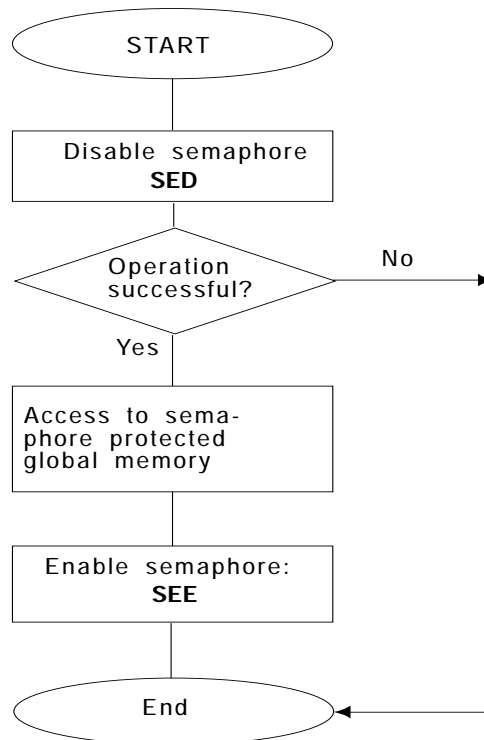 START
Disable semaphore
SED
Operation
successful?
No
Yes
Access to sema-
phore protected
global memory
Enable semaphore:
SEE
End